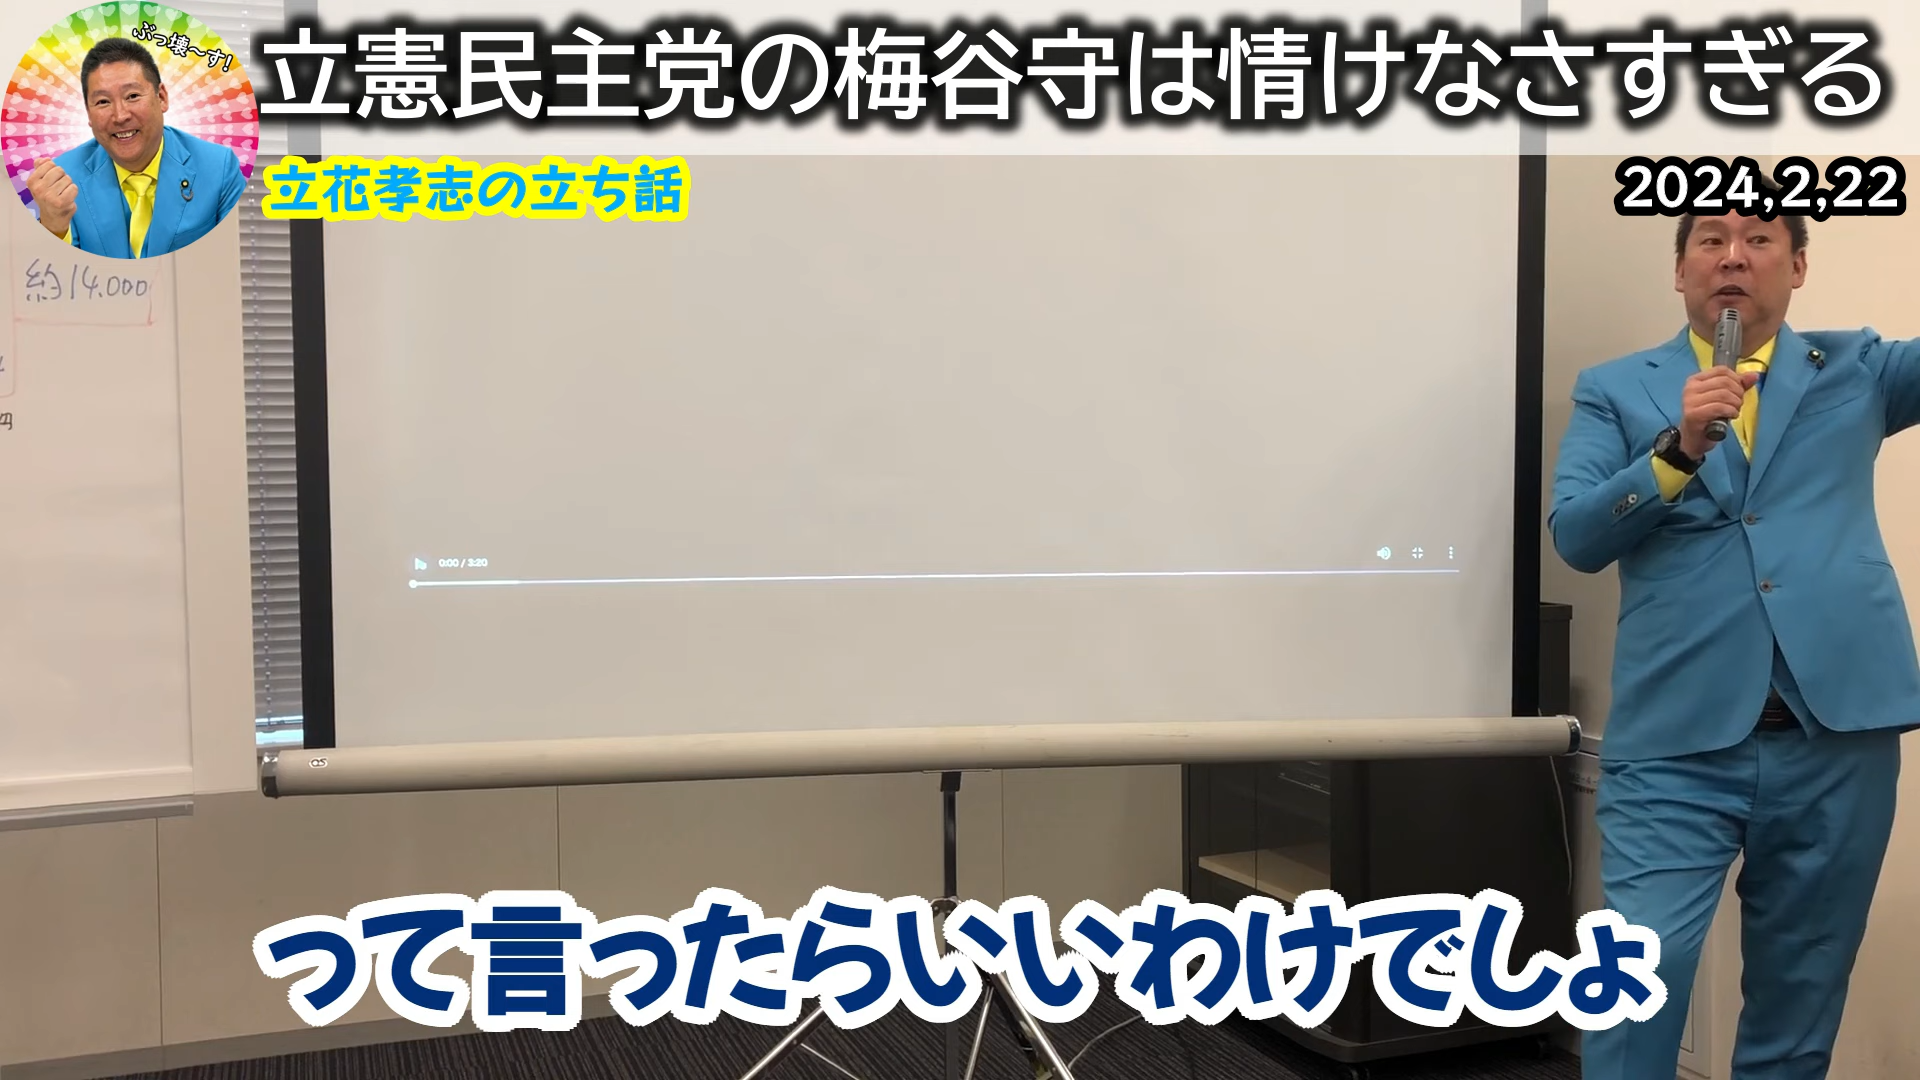 ぶっ壊〜す!
立憲民主党の梅谷守は情けなさすぎる
立花孝志の立ち話
2024,2,22
約14.000
円
0:00 / 3:20
as
って言ったらいいわけでしょ